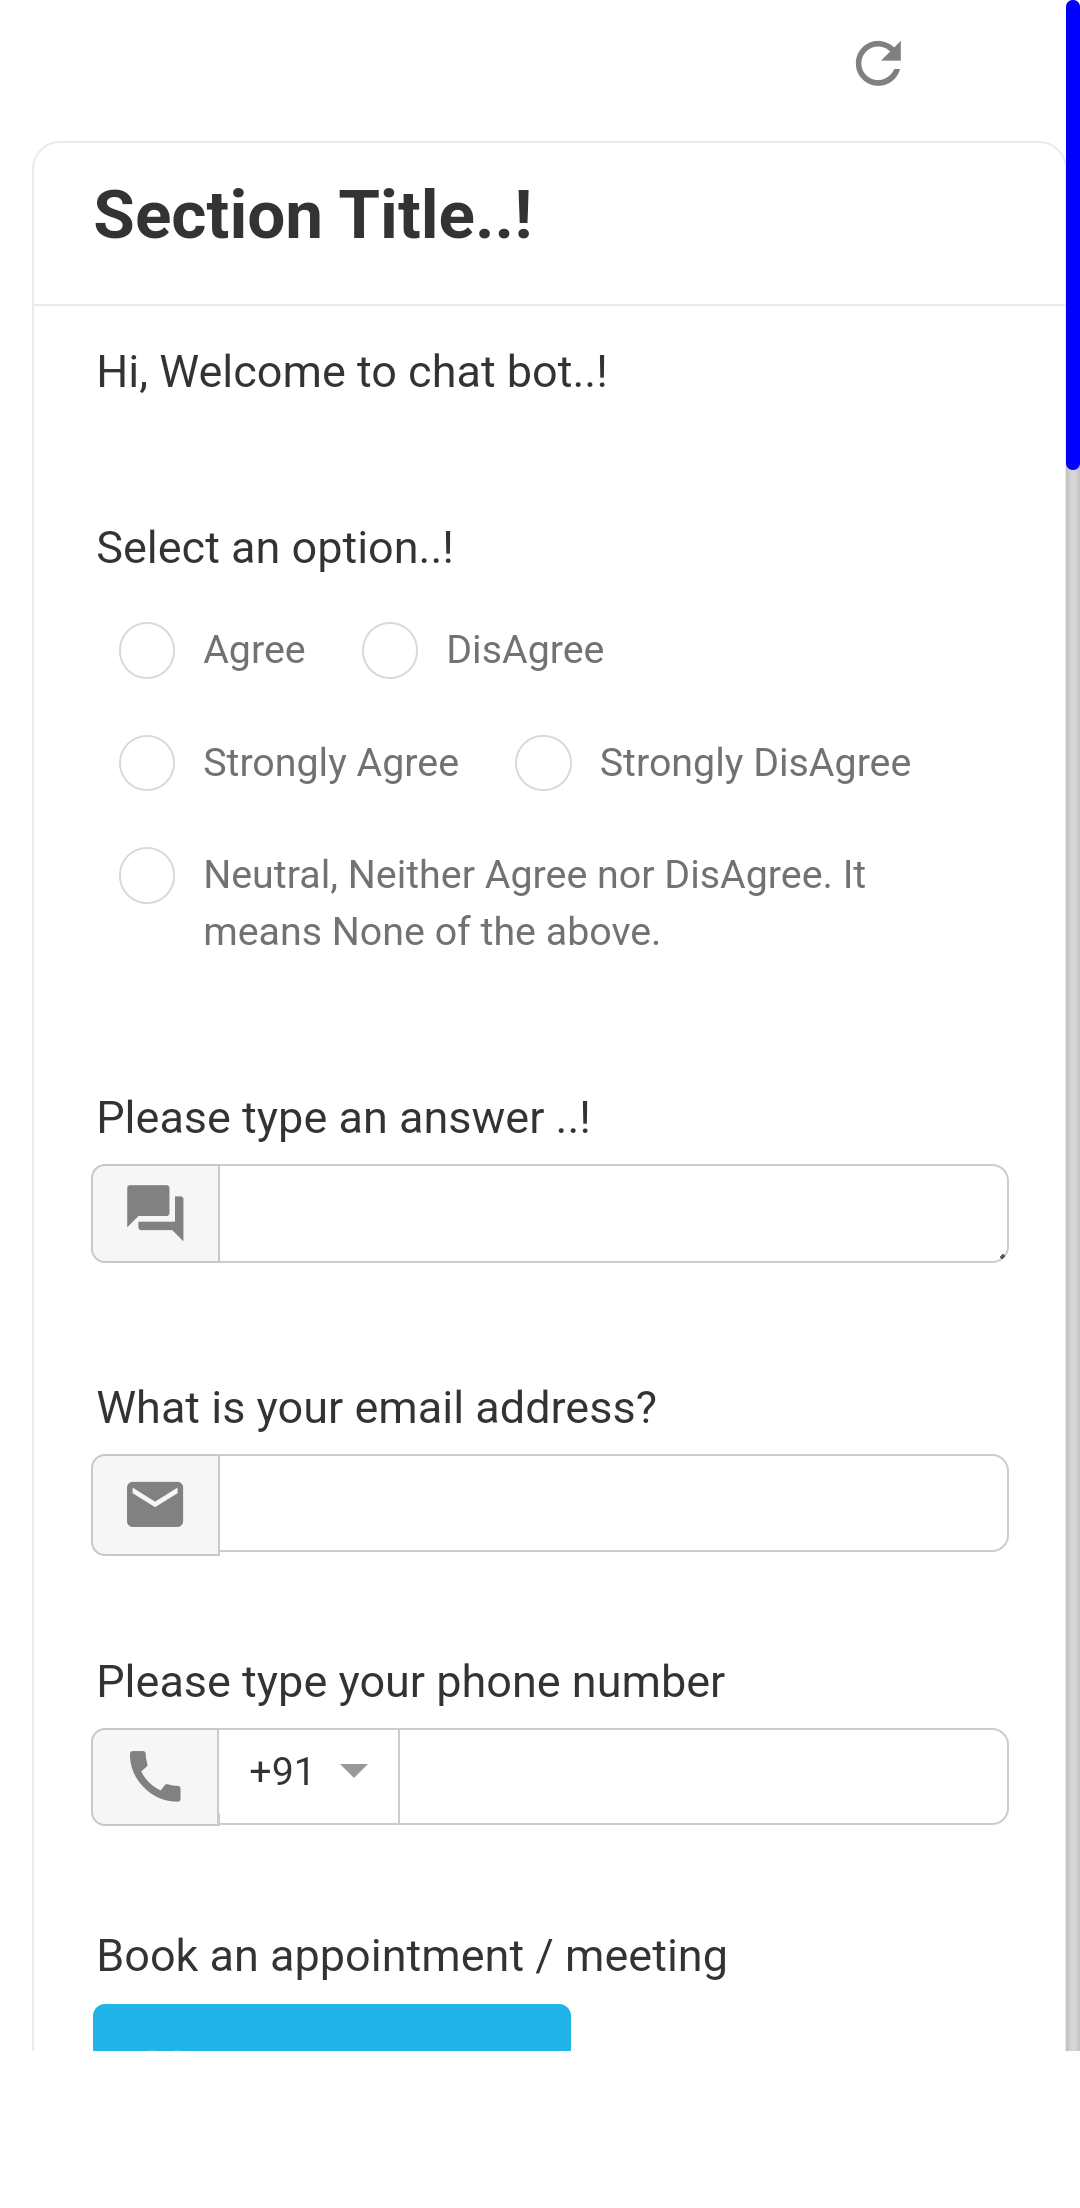 Section Title..!
Hi, Welcome to chat bot..!
Select an option..!
Agree DisAgree
Strongly Agree Strongly DisAgree
Neutral, Neither Agree nor DisAgree. It
means None of the above.
Please type an answer ..!
What is your email address?
Please type your phone number
+91
Book an appointment / meeting